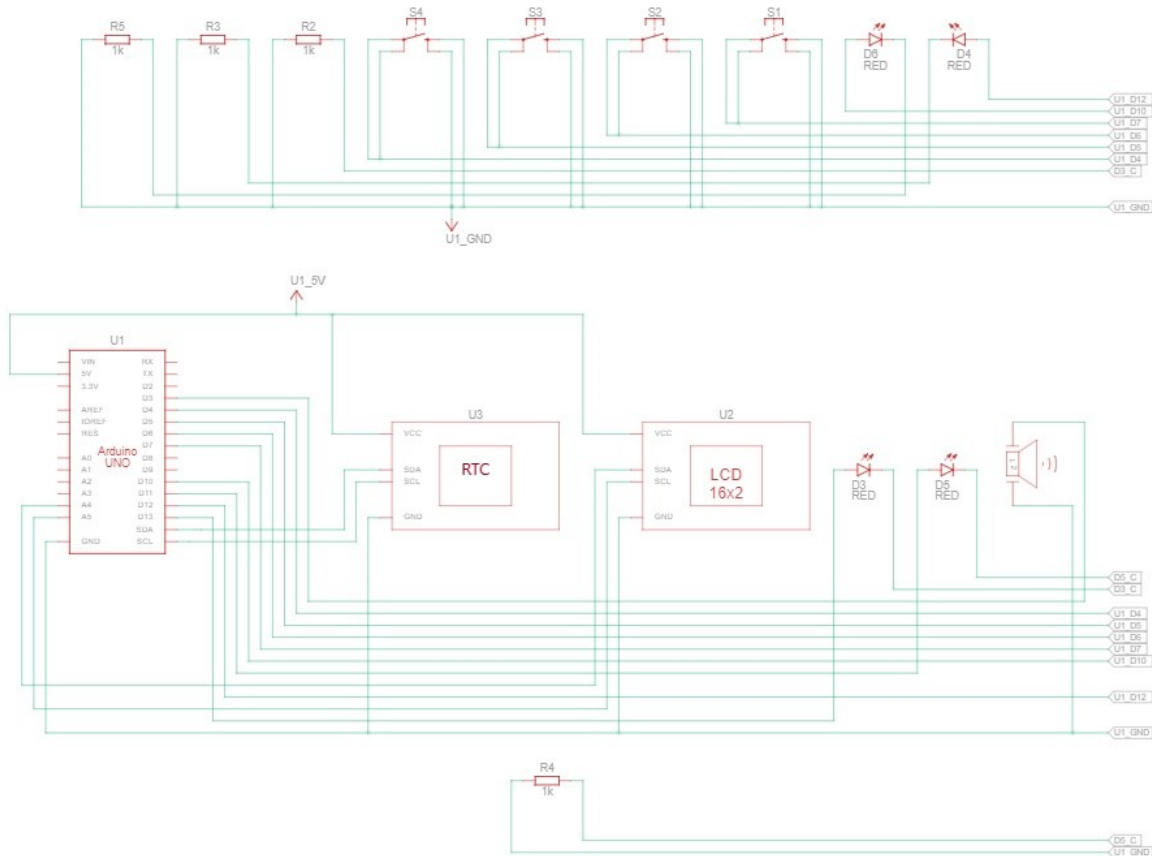 R5
1k
R3
1k
R2
1k
S4
S3
S2
S1
D6
RED
D4
RED
U1_D12
U1_D10
U1_D7
U1_D6
U1_D5
U1_D4
D3_C
U1_GND
U1_GND
U1_5V
U1
VIN
5V
3.3V
AREF
IOREF
RES
A0
A1
A2
A3
A4
A5
GND
Arduino
UNO
RX
TX
D2
D3
D4
D5
D6
D7
D8
D9
D10
D11
D12
D13
SDA
SCL
U3
VCC
SDA
SCL
GND
RTC
U2
VCC
SDA
SCL
GND
LCD
16x2
D3
RED
D5
RED
D5_C
D3_C
U1_D4
U1_D5
U1_D6
U1_D7
U1_D10
U1_D12
U1_GND
R4
1k
D5_C
U1_GND